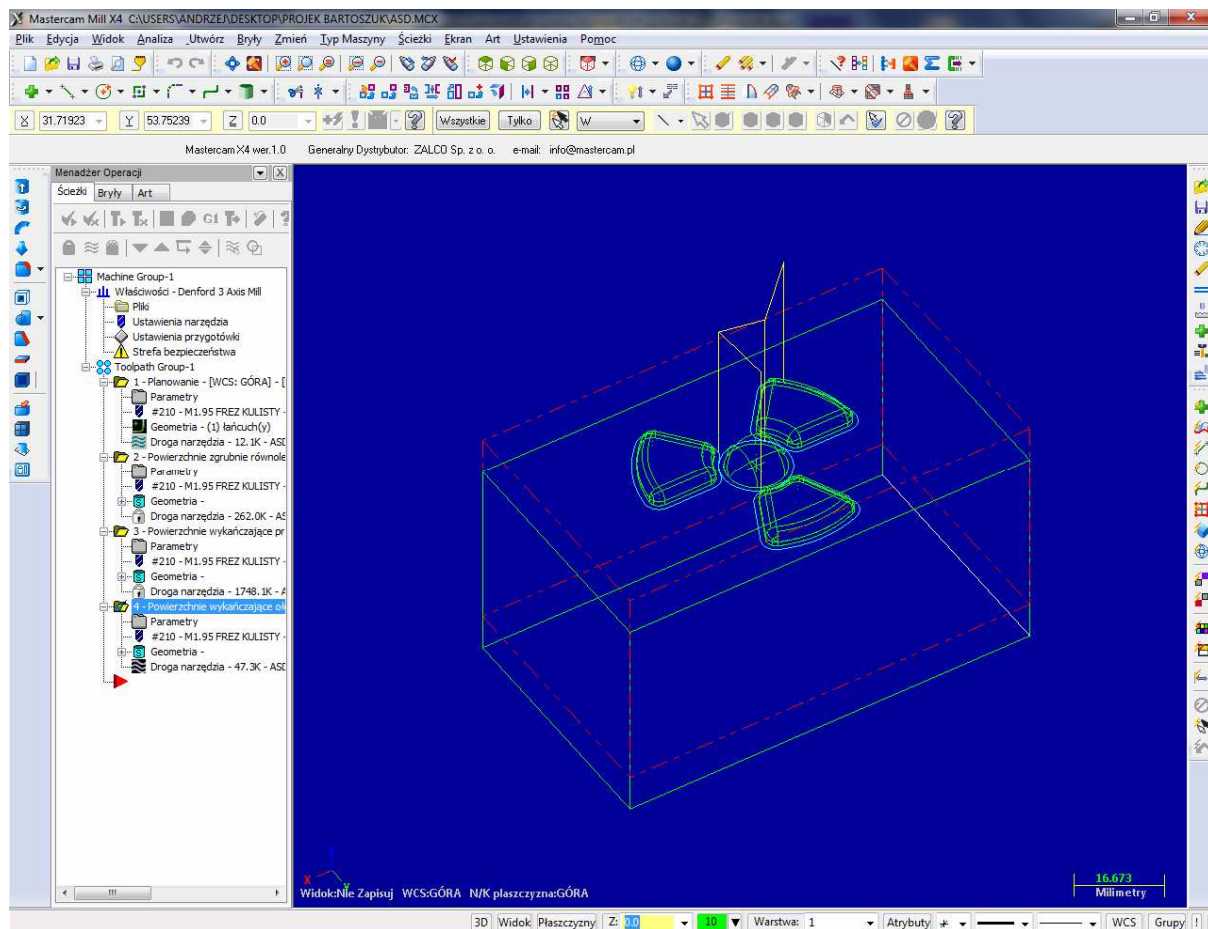 Mastercam Mill X4 C:\USERS\ANDRZEJ\DESKTOP\PROJEK BARTOSZUK\ASD.MCX
Plik Edycja Widok Analiza Utwórz Bryły Zmień Typ Maszyny Ścieżki Ekran Art Ustawienia Pomoc
X 31.71923 Y 53.75239 Z 0.0 Wszystkie Tylko W
Mastercam X4 wer.1.0 Generalny Dystrybutor: ZALCO Sp. z o. o. e-mail: info@mastercam.pl
Menadżer Operacji
Ścieżki Bryły Art
G1
Machine Group-1
Właściwości - Denford 3 Axis Mill
Pliki
Ustawienia narzędzia
Ustawienia przygotówki
Strefa bezpieczeństwa
Toolpath Group-1
1 - Planowanie - [WCS: GÓRA] - [
Parametry
#210 - M1.95 FREZ KULISTY -
Geometria - (1) łańcuch(y)
Droga narzędzia - 12.1K - ASD
2 - Powierzchnie zgrubnie równole
Parametry
#210 - M1.95 FREZ KULISTY -
Geometria -
Droga narzędzia - 262.0K - AS
3 - Powierzchnie wykańczające pr
Parametry
#210 - M1.95 FREZ KULISTY -
Geometria -
Droga narzędzia - 1748.1K - A
4 - Powierzchnie wykańczające oł
Parametry
#210 - M1.95 FREZ KULISTY -
Geometria -
Droga narzędzia - 47.3K - ASD
X
Y
Widok:Nie Zapisuj WCS:GÓRA N/K płaszczyzna:GÓRA
16.673
Milimetry
3D Widok Płaszczyzny Z: 0.0 10 Warstwa: 1 Atrybuty WCS Grupy !